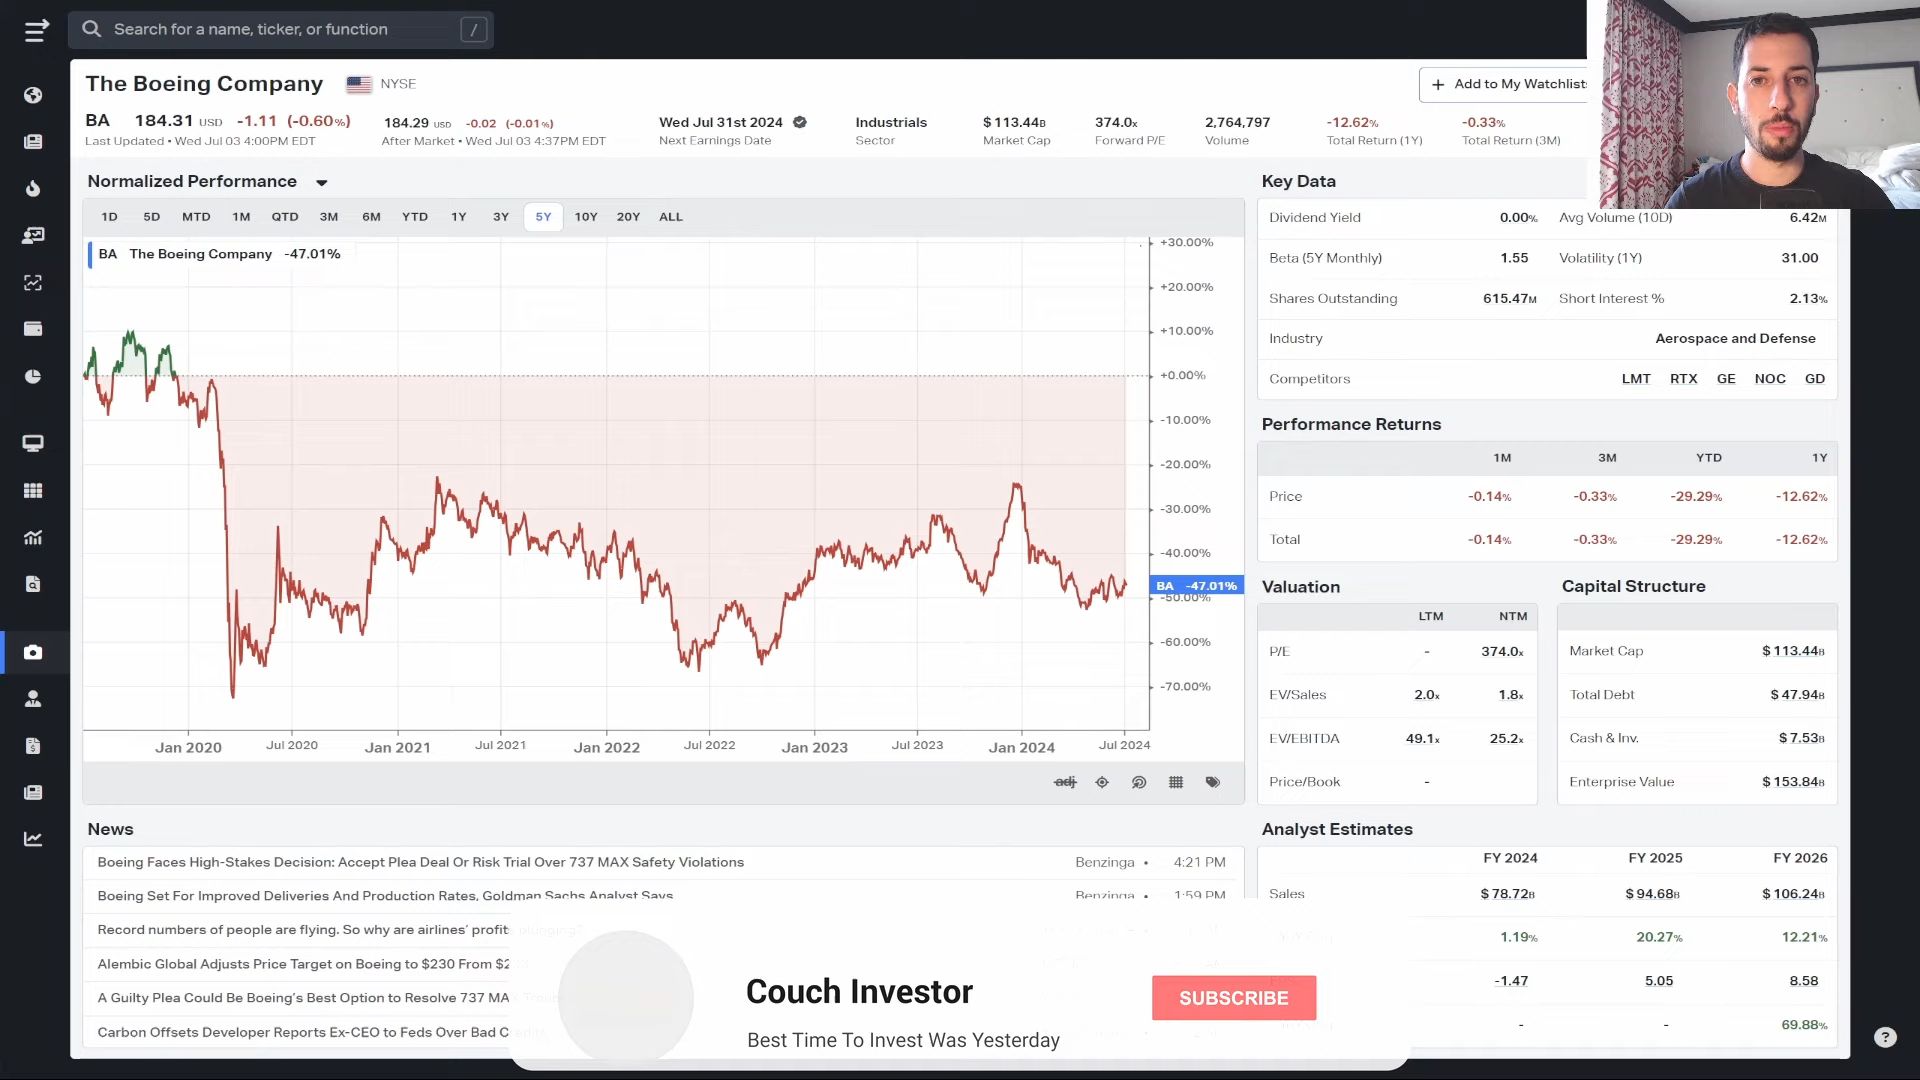 Search for a name, ticker, or function /
The Boeing Company NYSE
+ Add to My Watchlists
BA 184.31 USD -1.11 (-0.60%) 184.29 USD -0.02 (-0.01%) Wed Jul 31st 2024 Industrials $113.44B 374.0x 2,764,797 -12.62% -0.33%
Last Updated • Wed Jul 03 4:00PM EDT After Market • Wed Jul 03 4:37PM EDT Next Earnings Date Sector Market Cap Forward P/E Volume Total Return (1Y) Total Return (3M)
Normalized Performance
1D 5D MTD 1M QTD 3M 6M YTD 1Y 3Y 5Y 10Y 20Y ALL
BA The Boeing Company -47.01%
+30.00%
+20.00%
+10.00%
+0.00%
-10.00%
-20.00%
-30.00%
-40.00%
BA -47.01%
-50.00%
-60.00%
-70.00%
Jan 2020 Jul 2020 Jan 2021 Jul 2021 Jan 2022 Jul 2022 Jan 2023 Jul 2023 Jan 2024 Jul 2024
adj
Key Data
Dividend Yield 0.00% Avg Volume (10D) 6.42M
Beta (5Y Monthly) 1.55 Volatility (1Y) 31.00
Shares Outstanding 615.47M Short Interest % 2.13%
Industry Aerospace and Defense
Competitors LMT RTX GE NOC GD
Performance Returns
1M 3M YTD 1Y
Price -0.14% -0.33% -29.29% -12.62%
Total -0.14% -0.33% -29.29% -12.62%
Valuation
LTM NTM
P/E - 374.0x
EV/Sales 2.0x 1.8x
EV/EBITDA 49.1x 25.2x
Price/Book -
Capital Structure
Market Cap $113.44B
Total Debt $47.94B
Cash & Inv. $7.53B
Enterprise Value $153.84B
News
Boeing Faces High-Stakes Decision: Accept Plea Deal Or Risk Trial Over 737 MAX Safety Violations Benzinga • 4:21 PM
Boeing Set For Improved Deliveries And Production Rates, Goldman Sachs Analyst Says Benzinga • 1:59 PM
Record numbers of people are flying. So why are airlines' profits plunging?
Alembic Global Adjusts Price Target on Boeing to $230 From $2
A Guilty Plea Could Be Boeing's Best Option to Resolve 737 MA
Carbon Offsets Developer Reports Ex-CEO to Feds Over Bad
Analyst Estimates
FY 2024 FY 2025 FY 2026
Sales $78.72B $94.68B $106.24B
1.19% 20.27% 12.21%
-1.47 5.05 8.58
- - 69.88%
Couch Investor
Best Time To Invest Was Yesterday
SUBSCRIBE
?